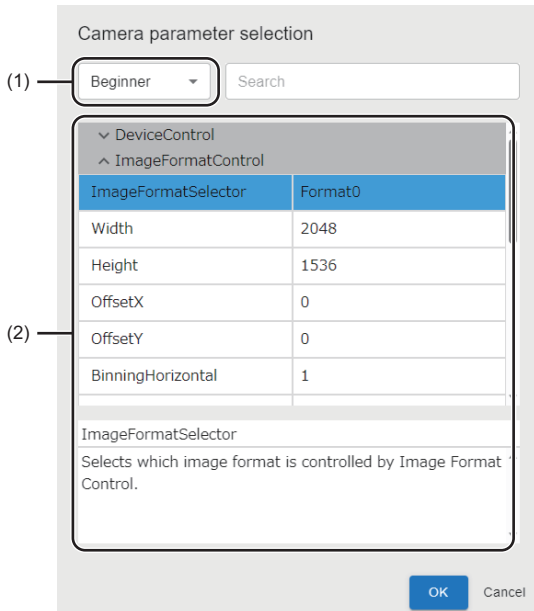 Camera parameter selection
(1)
Beginner
Search
DeviceControl
ImageFormatControl
ImageFormatSelector Format0
Width 2048
Height 1536
OffsetX 0
(2)
OffsetY 0
BinningHorizontal 1
ImageFormatSelector
Selects which image format is controlled by Image Format
Control.
OK Cancel